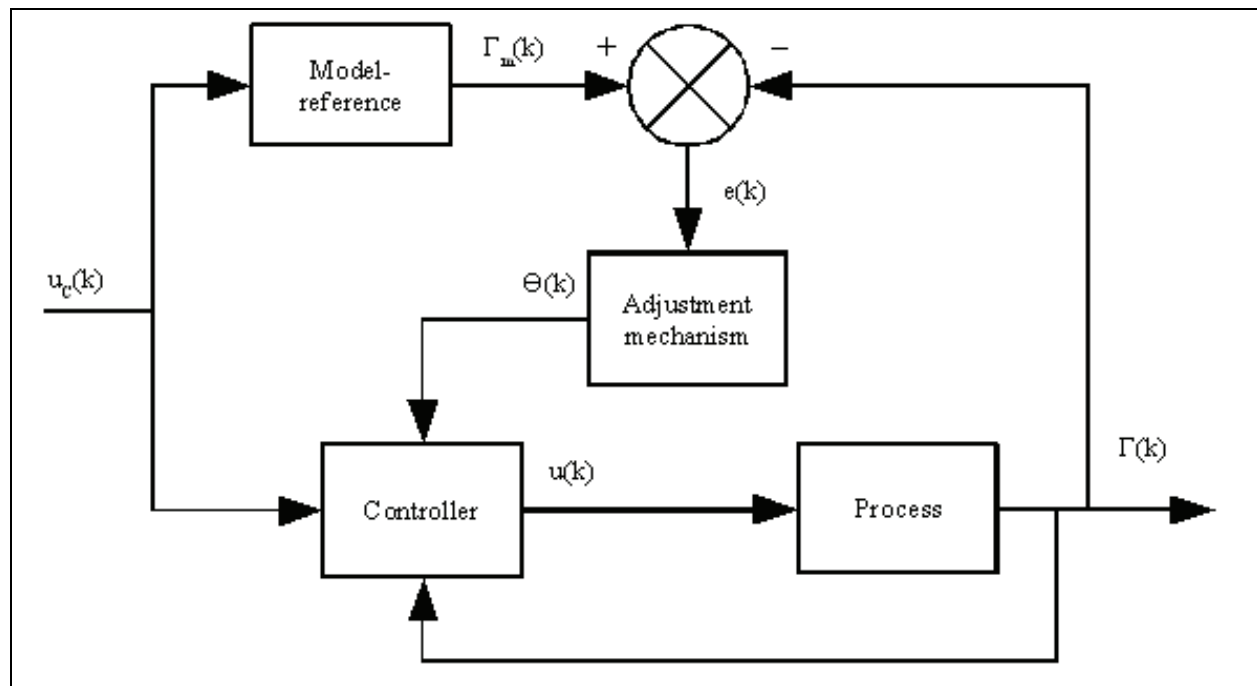 Γm(k)
+
−
Model-
reference
e(k)
uc(k)
Θ(k)
Adjustment
mechanism
Γ(k)
u(k)
Controller
Process